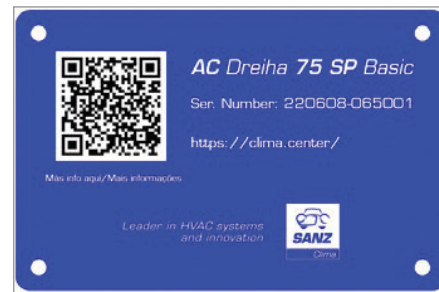 AC Dreiha 75 SP Basic
Ser. Number: 220608-065001
https://clima.center/
Más info aquí/Mais informações
Leader in HVAC systems
and innovation
SANZ
Clima